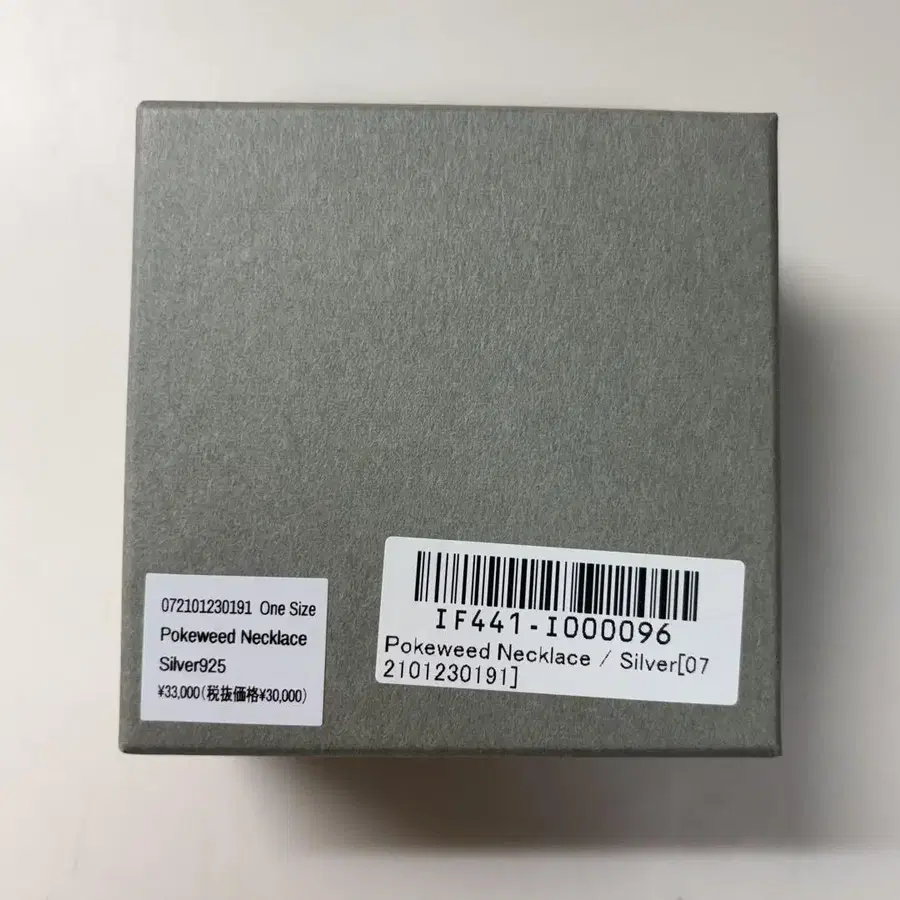 072101230191 One Size
Pokeweed Necklace
Silver925
¥33,000(税抜価格¥30,000)
IF441-I000096
Pokeweed Necklace / Silver[07
2101230191]